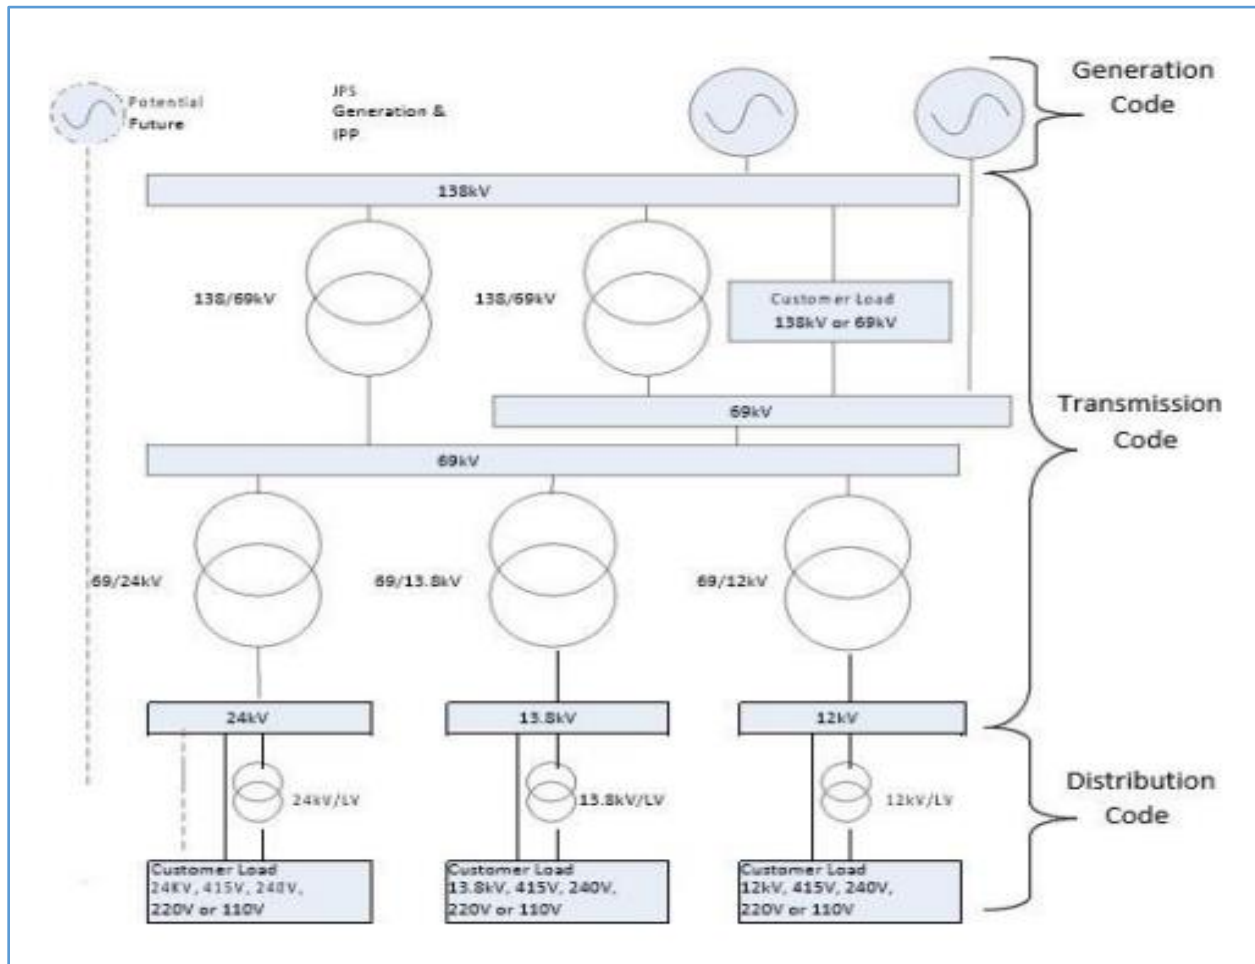 Generation
Code
Potential
Future
JPS
Generation &
IPP
138kV
138/69kV
138/69kV
Customer Load
138kV or 69kV
69kV
Transmission
Code
69kV
69/24kV
69/13.8kV
69/12kV
24kV
13.8kV
12kV
24kV/LV
13.8kV/LV
12kV/LV
Distribution
Code
Customer Load
24KV, 415V, 240V,
220V or 110V
Customer Load
13.8kV, 415V, 240V,
220V or 110V
Customer Load
12kV, 415V, 240V,
220V or 110V